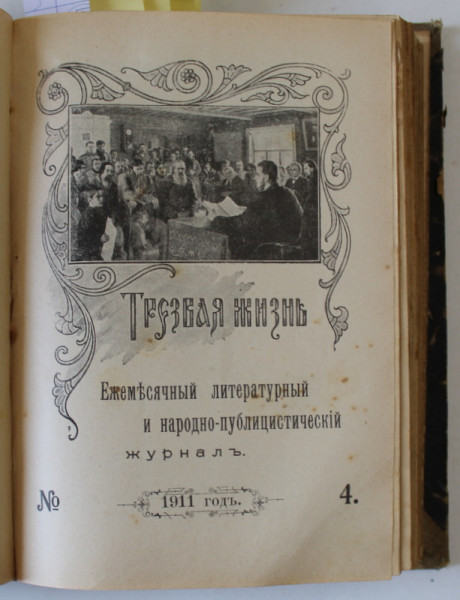 Трезвая жизнь
Ежемѣсячный литературный
и народно-публицистическій
журналъ.
№ 4.
1911 годъ.